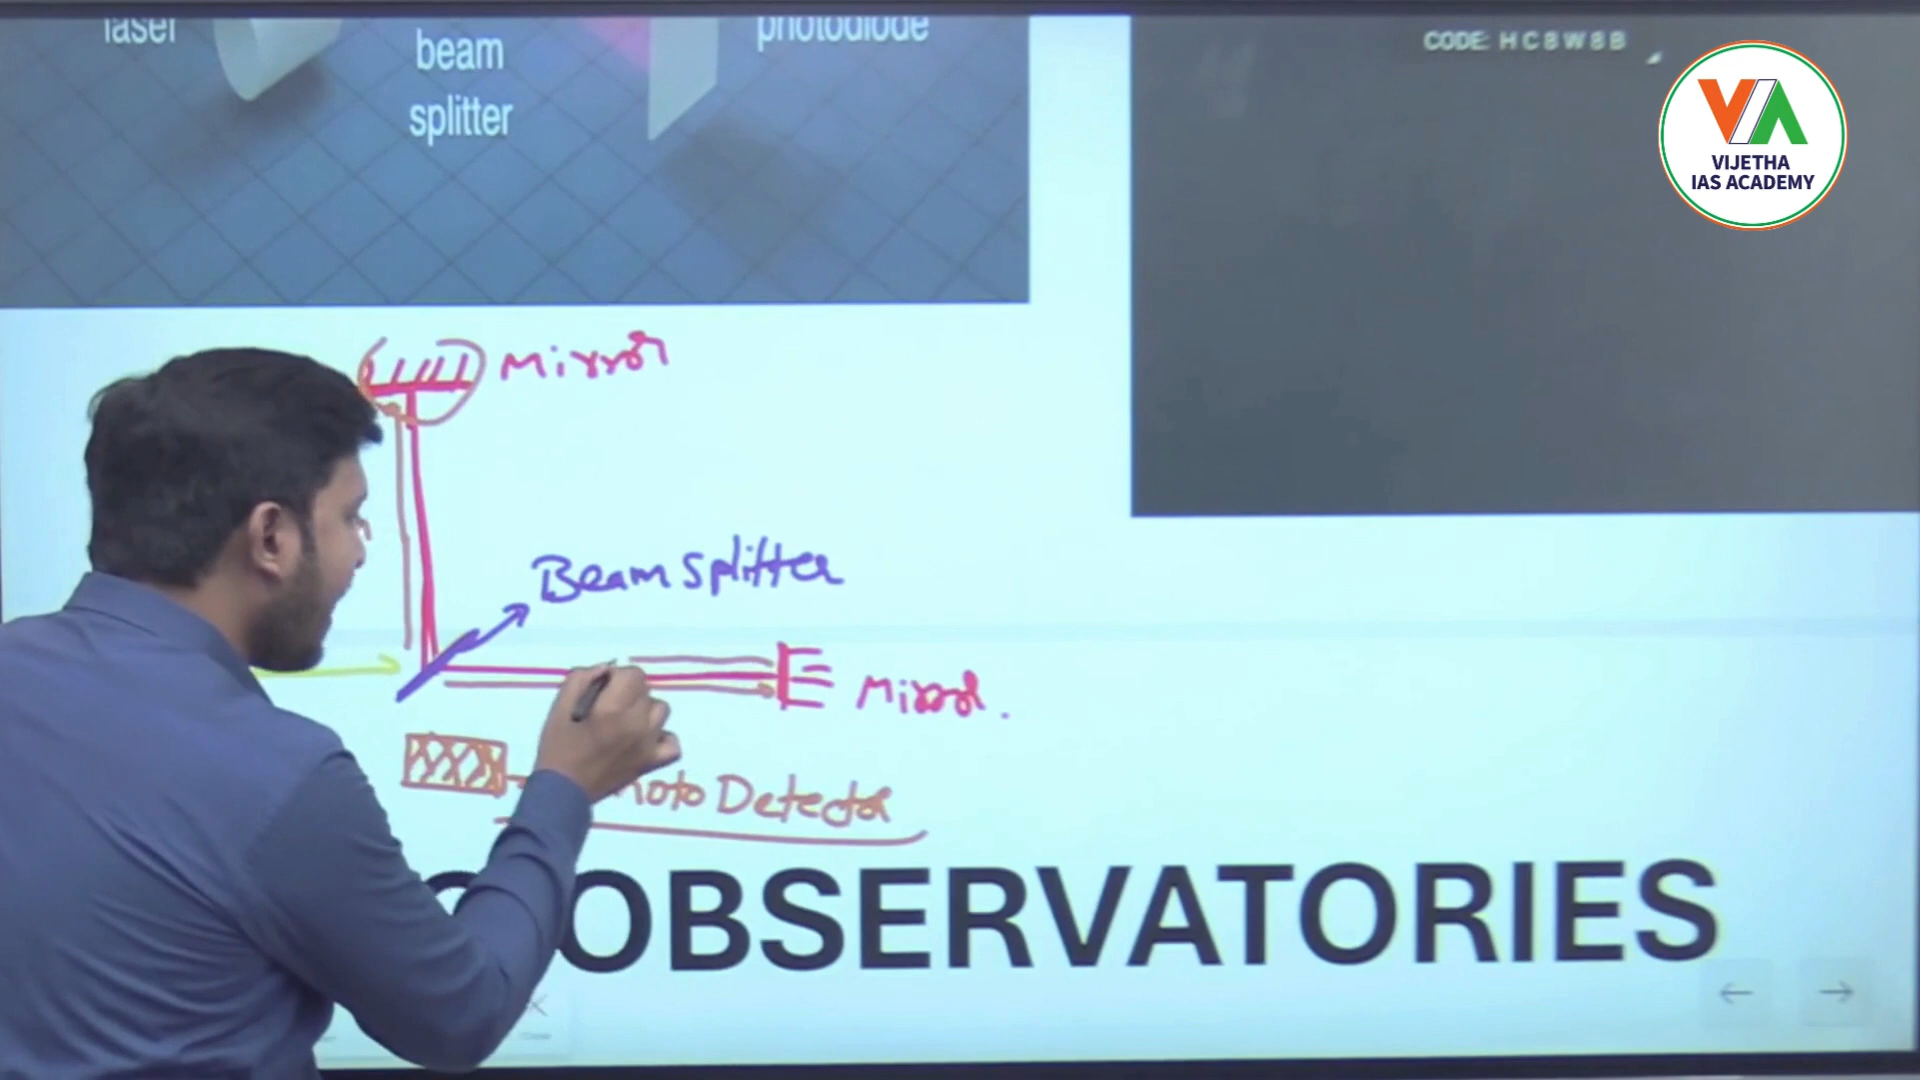 laser
beam
splitter
photodiode
CODE: HC8W8B
VIJETHA
IAS ACADEMY
Mirror
Beam splitter
Mirror.
Detector
OBSERVATORIES